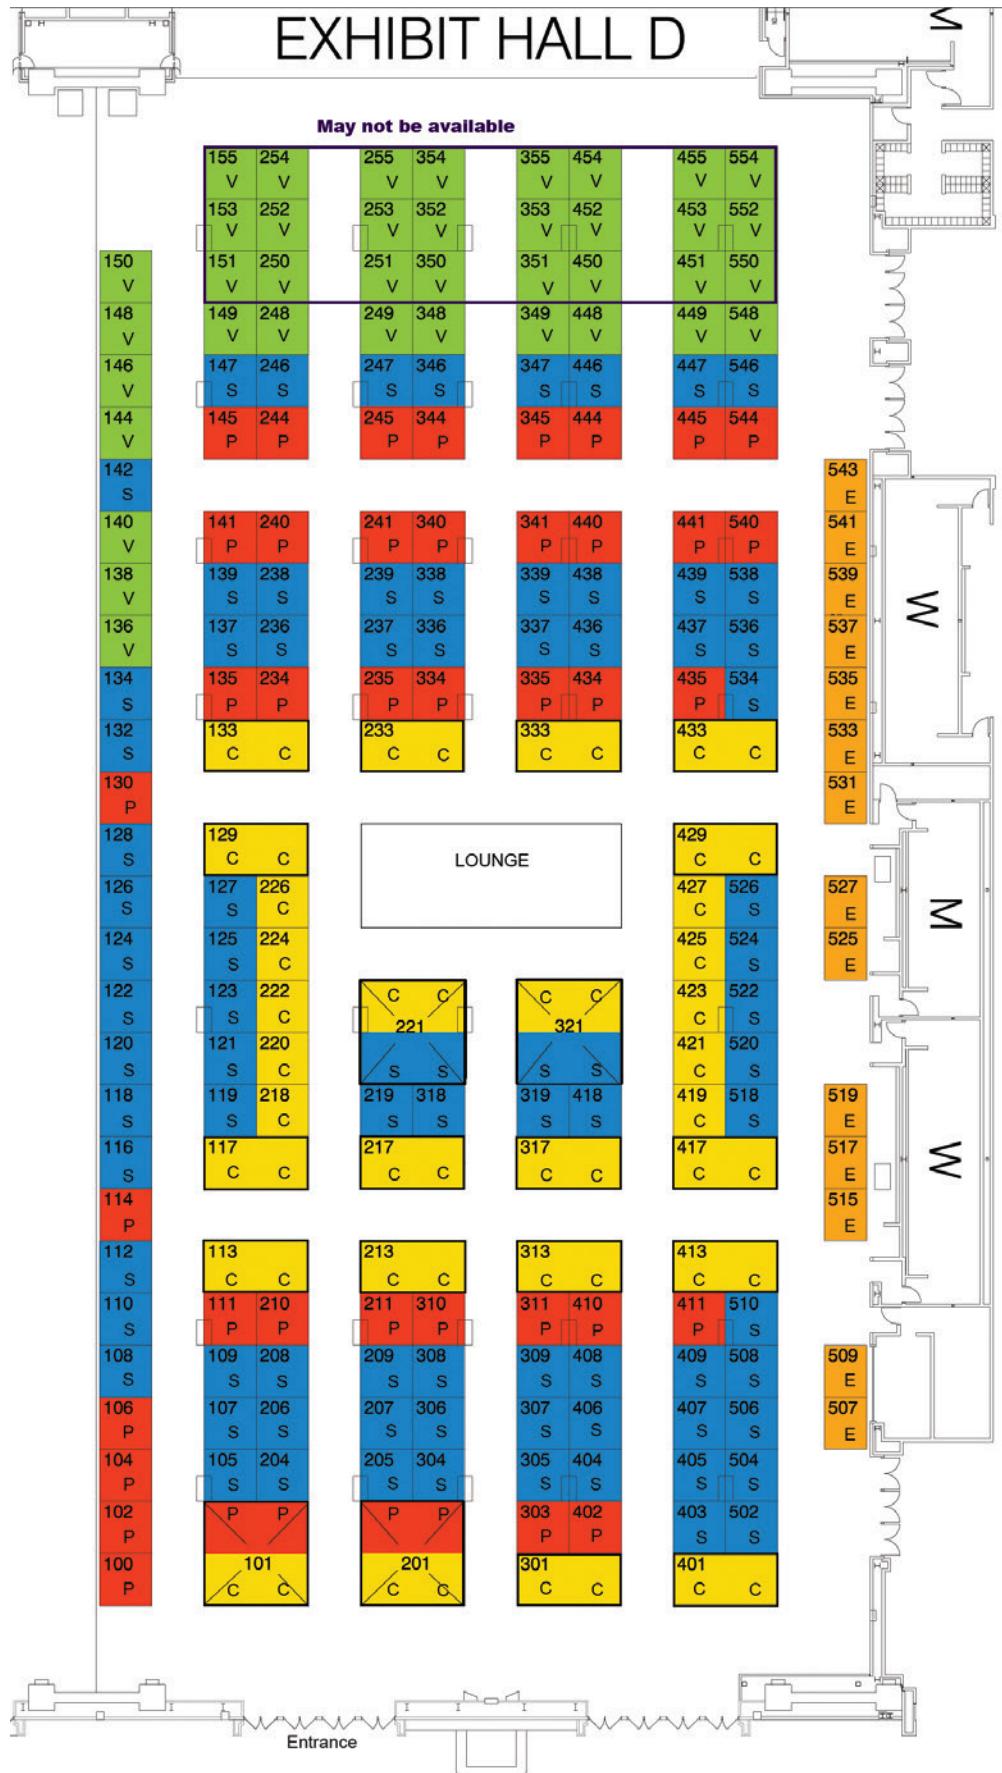 EXHIBIT HALL D
M
May not be available
155 254 255 354 355 454 455 554
V V V V V V V V
153 252 253 352 353 452 453 552
V V V V V V V V
150 151 250 251 350 351 450 451 550
V V V V V V V V V
148 149 248 249 348 349 448 449 548
V V V V V V V V V
146 147 246 247 346 347 446 447 546
V S S S S S S S S
144 145 244 245 344 345 444 445 544
V P P P P P P P P
142 543
S E
140 141 240 241 340 341 440 441 540 541
V P P P P P P P P E
138 139 238 239 338 339 438 439 538 539
V S S S S S S S S E
W
136 137 236 237 336 337 436 437 536 537
V S S S S S S S S E
134 135 234 235 334 335 434 435 534 535
S P P P P P P P S E
132 133 233 333 433 533
S C C C C C C C C E
130 531
P E
128 129 LOUNGE 429
S C C C C
126 127 226 427 526 527
S S C C S E
M
124 125 224 425 524 525
S S C C S E
122 123 222 C C C C 423 522
S S C C S
221 321
120 121 220 421 520
S S C S S S S C S
118 119 218 219 318 319 418 419 518 519
S S C S S S S C S E
116 117 217 317 417 517
S C C C C C C C C E
W
114 515
P E
112 113 213 313 413
S C C C C C C C C
110 111 210 211 310 311 410 411 510
S P P P P P P P S
108 109 208 209 308 309 408 409 508 509
S S S S S S S S S E
106 107 206 207 306 307 406 407 506 507
P S S S S S S S S E
104 105 204 205 304 305 404 405 504
P S S S S S S S S
102 P P P P 303 402 403 502
P P P S S
100 101 201 301 401
P C C C C C C C C
Entrance